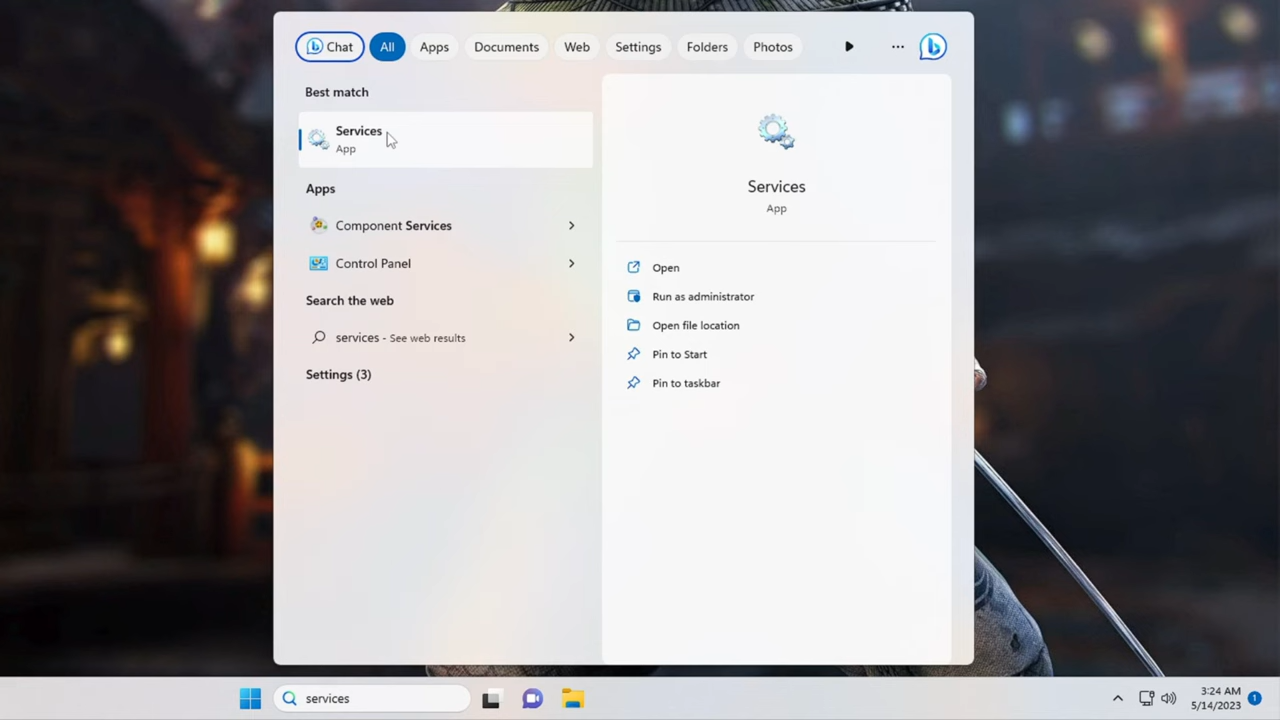 Chat All Apps Documents Web Settings Folders Photos
Best match
Services
App
Apps
Component Services
Control Panel
Search the web
services - See web results
Settings (3)
Services
App
Open
Run as administrator
Open file location
Pin to Start
Pin to taskbar
services
3:24 AM
5/14/2023
1